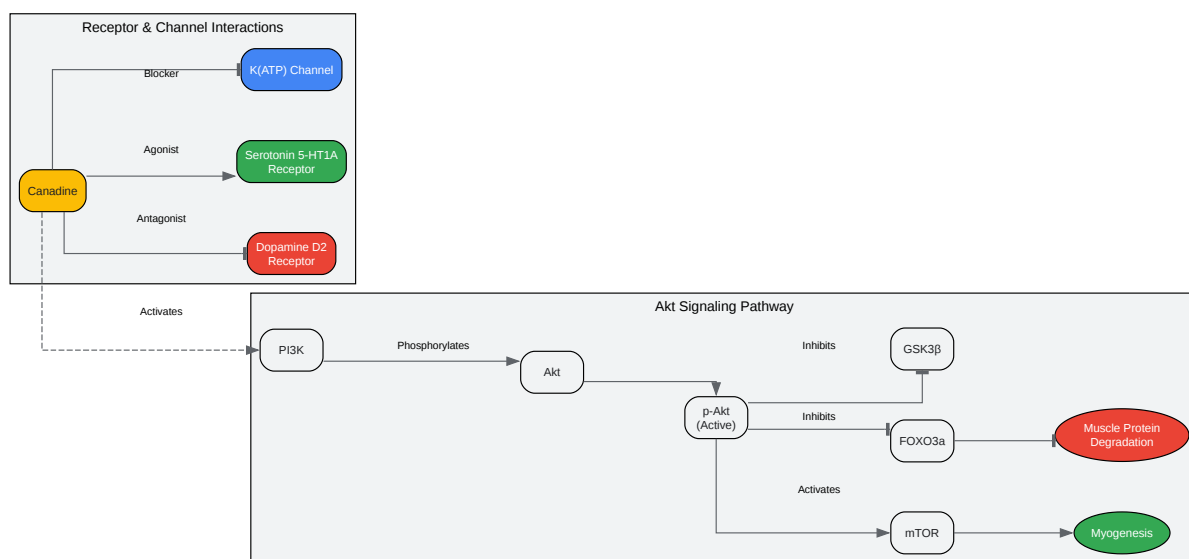 Receptor & Channel Interactions
Blocker
K(ATP) Channel
Agonist
Serotonin 5-HT1A
Receptor
Canadine
Antagonist
Dopamine D2
Receptor
Activates
Akt Signaling Pathway
PI3K
Phosphorylates
Akt
Inhibits
GSK3β
p-Akt
(Active)
Inhibits
FOXO3a
Muscle Protein
Degradation
Activates
mTOR
Myogenesis